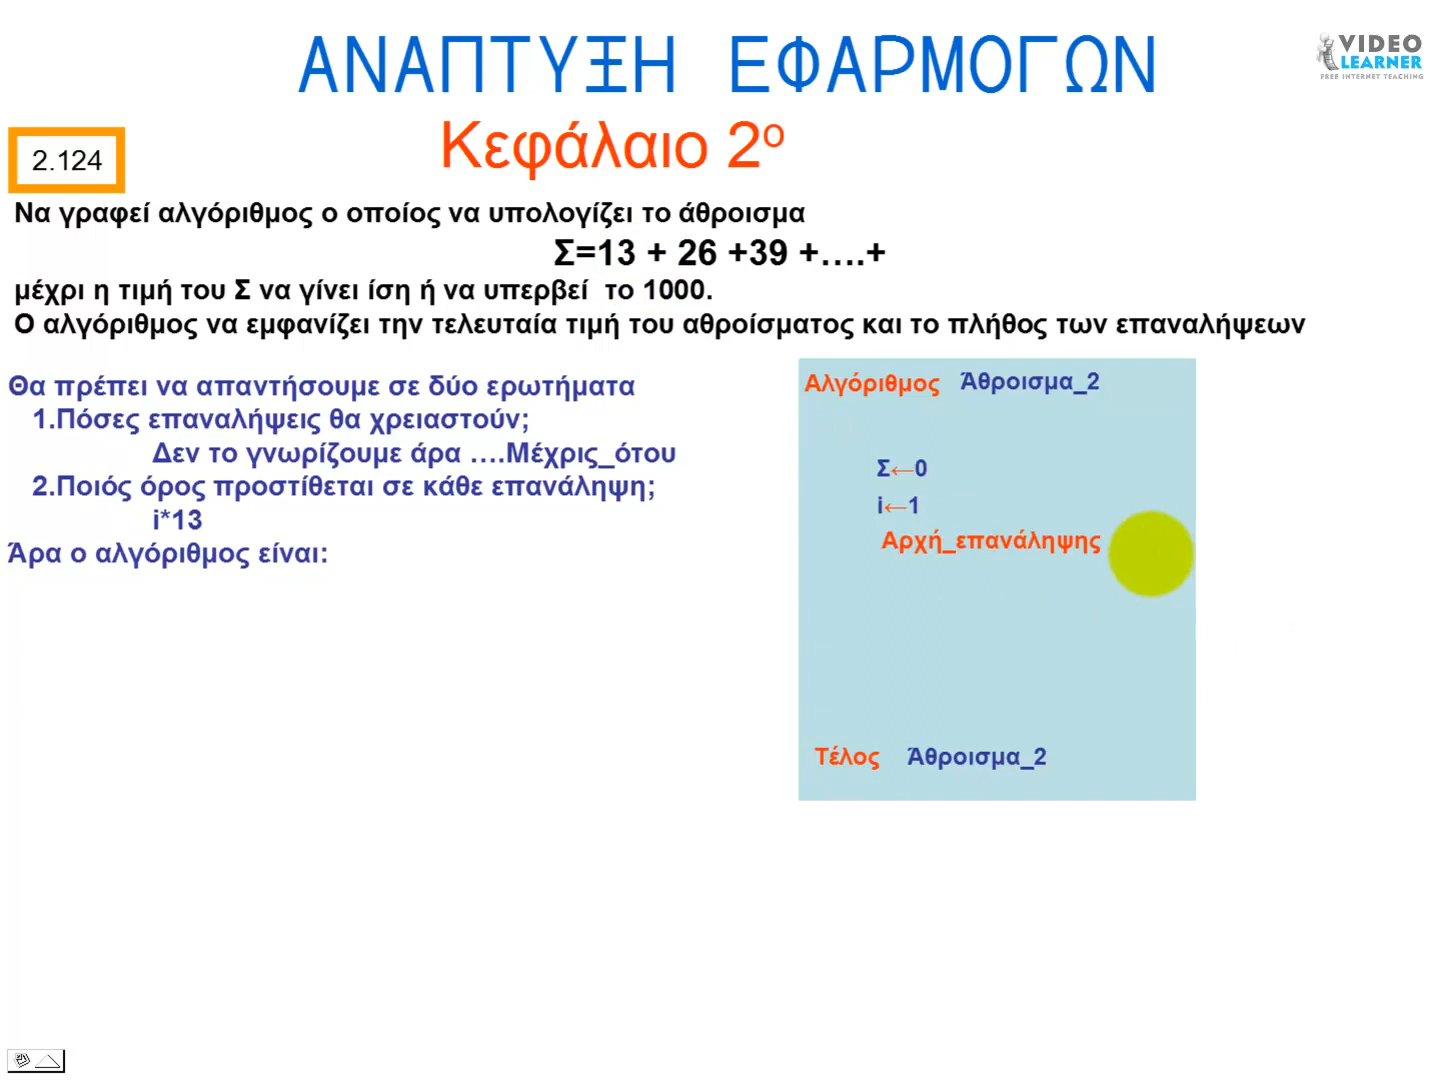 ΑΝΑΠΤΥΞΗ ΕΦΑΡΜΟΓΩΝ
VIDEO
LEARNER
FREE INTERNET TEACHING
Κεφάλαιο 2ο
2.124
Να γραφεί αλγόριθμος ο οποίος να υπολογίζει το άθροισμα
Σ=13 + 26 +39 +….+
μέχρι η τιμή του Σ να γίνει ίση ή να υπερβεί το 1000.
Ο αλγόριθμος να εμφανίζει την τελευταία τιμή του αθροίσματος και το πλήθος των επαναλήψεων
Θα πρέπει να απαντήσουμε σε δύο ερωτήματα
1.Πόσες επαναλήψεις θα χρειαστούν;
Δεν το γνωρίζουμε άρα ….Μέχρις_ότου
2.Ποιός όρος προστίθεται σε κάθε επανάληψη;
i*13
Άρα ο αλγόριθμος είναι:
Αλγόριθμος Άθροισμα_2
Σ←0
i←1
Αρχή_επανάληψης
Τέλος Άθροισμα_2